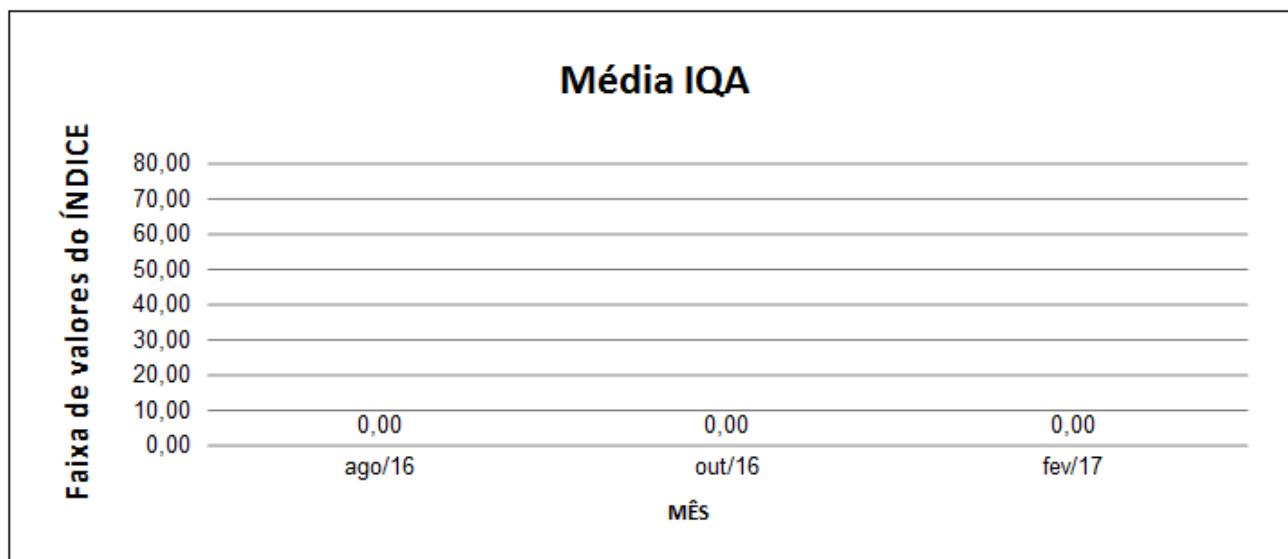 Média IQA
Faixa de valores do ÍNDICE
80,00
70,00
60,00
50,00
40,00
30,00
20,00
10,00
0,00
0,00 0,00 0,00
ago/16 out/16 fev/17
MÊS